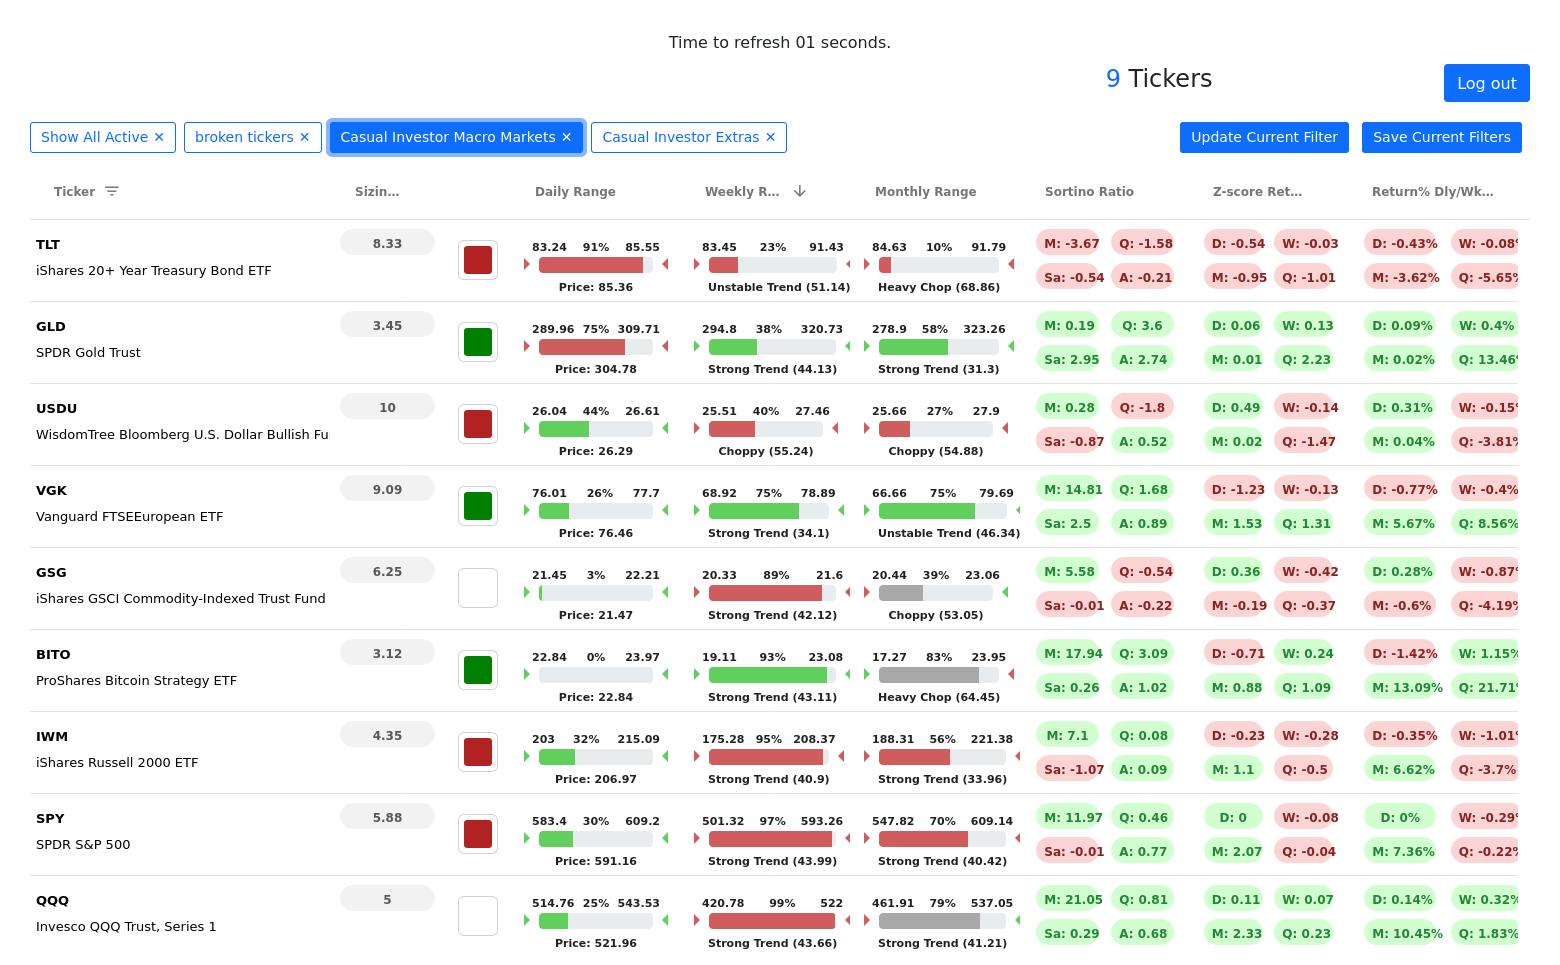 Time to refresh 01 seconds.
9 Tickers
Log out
Show All Active ✕ broken tickers ✕ Casual Investor Macro Markets ✕ Casual Investor Extras ✕ Update Current Filter Save Current Filters
Ticker Sizin... Daily Range Weekly R... Monthly Range Sortino Ratio Z-score Ret... Return% Dly/Wk...
TLT 8.33
iShares 20+ Year Treasury Bond ETF
83.24 91% 85.55 83.45 23% 91.43 84.63 10% 91.79
Price: 85.36 Unstable Trend (51.14) Heavy Chop (68.86)
M: -3.67 Q: -1.58 D: -0.54 W: -0.03 D: -0.43% W: -0.08%
Sa: -0.54 A: -0.21 M: -0.95 Q: -1.01 M: -3.62% Q: -5.65%
GLD 3.45
SPDR Gold Trust
289.96 75% 309.71 294.8 38% 320.73 278.9 58% 323.26
Price: 304.78 Strong Trend (44.13) Strong Trend (31.3)
M: 0.19 Q: 3.6 D: 0.06 W: 0.13 D: 0.09% W: 0.4%
Sa: 2.95 A: 2.74 M: 0.01 Q: 2.23 M: 0.02% Q: 13.46%
USDU 10
WisdomTree Bloomberg U.S. Dollar Bullish Fu
26.04 44% 26.61 25.51 40% 27.46 25.66 27% 27.9
Price: 26.29 Choppy (55.24) Choppy (54.88)
M: 0.28 Q: -1.8 D: 0.49 W: -0.14 D: 0.31% W: -0.15%
Sa: -0.87 A: 0.52 M: 0.02 Q: -1.47 M: 0.04% Q: -3.81%
VGK 9.09
Vanguard FTSEEuropean ETF
76.01 26% 77.7 68.92 75% 78.89 66.66 75% 79.69
Price: 76.46 Strong Trend (34.1) Unstable Trend (46.34)
M: 14.81 Q: 1.68 D: -1.23 W: -0.13 D: -0.77% W: -0.4%
Sa: 2.5 A: 0.89 M: 1.53 Q: 1.31 M: 5.67% Q: 8.56%
GSG 6.25
iShares GSCI Commodity-Indexed Trust Fund
21.45 3% 22.21 20.33 89% 21.6 20.44 39% 23.06
Price: 21.47 Strong Trend (42.12) Choppy (53.05)
M: 5.58 Q: -0.54 D: 0.36 W: -0.42 D: 0.28% W: -0.87%
Sa: -0.01 A: -0.22 M: -0.19 Q: -0.37 M: -0.6% Q: -4.19%
BITO 3.12
ProShares Bitcoin Strategy ETF
22.84 0% 23.97 19.11 93% 23.08 17.27 83% 23.95
Price: 22.84 Strong Trend (43.11) Heavy Chop (64.45)
M: 17.94 Q: 3.09 D: -0.71 W: 0.24 D: -1.42% W: 1.15%
Sa: 0.26 A: 1.02 M: 0.88 Q: 1.09 M: 13.09% Q: 21.71%
IWM 4.35
iShares Russell 2000 ETF
203 32% 215.09 175.28 95% 208.37 188.31 56% 221.38
Price: 206.97 Strong Trend (40.9) Strong Trend (33.96)
M: 7.1 Q: 0.08 D: -0.23 W: -0.28 D: -0.35% W: -1.01%
Sa: -1.07 A: 0.09 M: 1.1 Q: -0.5 M: 6.62% Q: -3.7%
SPY 5.88
SPDR S&P 500
583.4 30% 609.2 501.32 97% 593.26 547.82 70% 609.14
Price: 591.16 Strong Trend (43.99) Strong Trend (40.42)
M: 11.97 Q: 0.46 D: 0 W: -0.08 D: 0% W: -0.29%
Sa: -0.01 A: 0.77 M: 2.07 Q: -0.04 M: 7.36% Q: -0.22%
QQQ 5
Invesco QQQ Trust, Series 1
514.76 25% 543.53 420.78 99% 522 461.91 79% 537.05
Price: 521.96 Strong Trend (43.66) Strong Trend (41.21)
M: 21.05 Q: 0.81 D: 0.11 W: 0.07 D: 0.14% W: 0.32%
Sa: 0.29 A: 0.68 M: 2.33 Q: 0.23 M: 10.45% Q: 1.83%